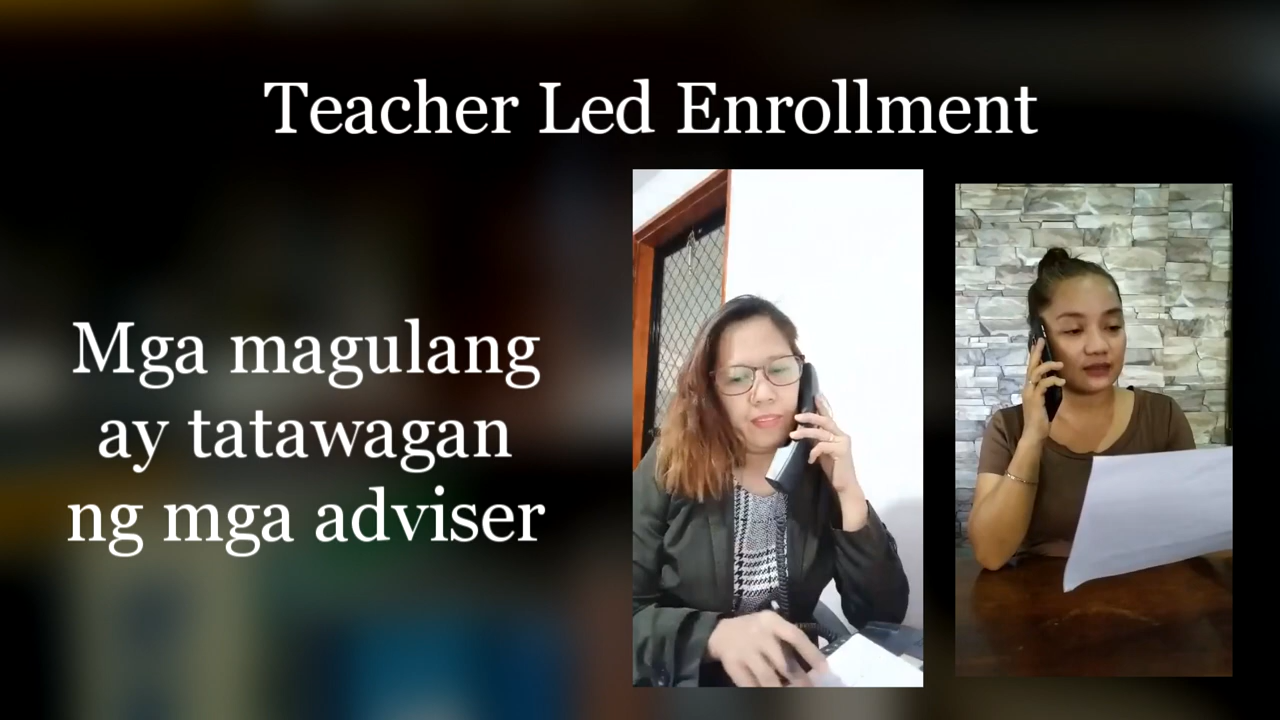 Teacher Led Enrollment
Mga magulang
ay tatawagan
ng mga adviser